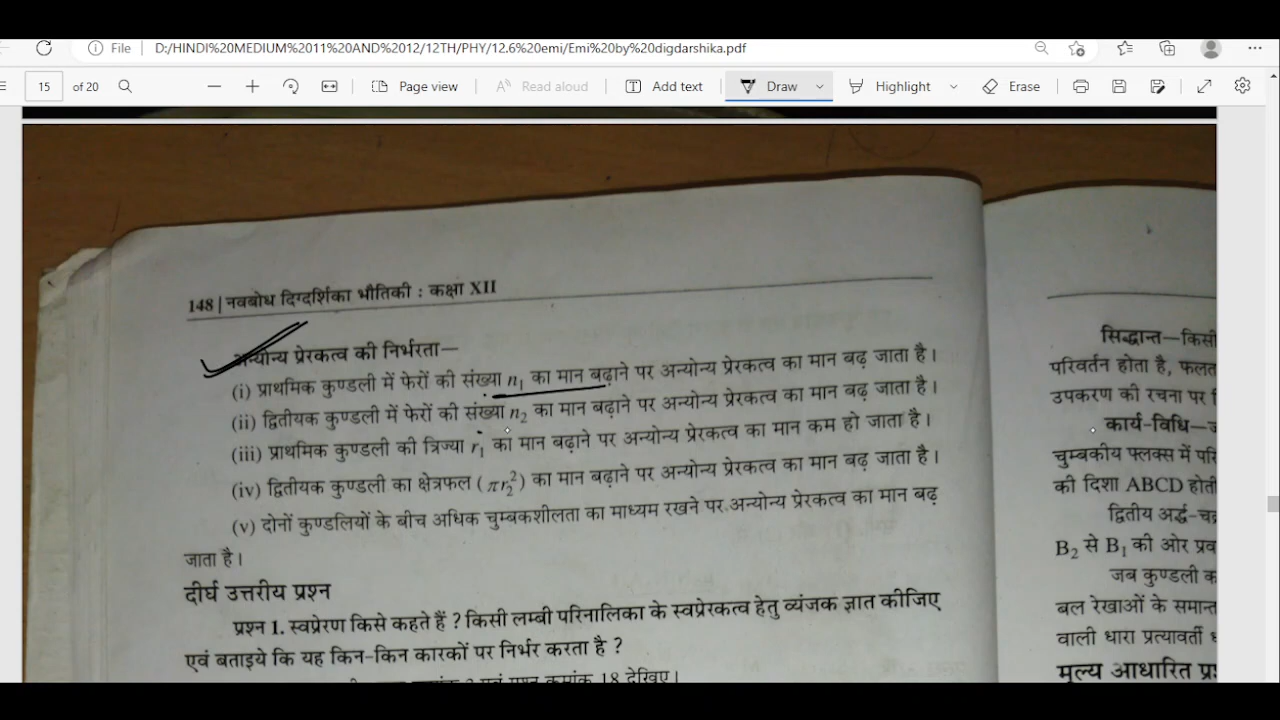 File D:/HINDI%20MEDIUM%2011%20AND%2012/12TH/PHY/12.6%20emi/Emi%20by%20digdarshika.pdf
15 of 20 Page view Read aloud Add text Draw Highlight Erase
148 | नवबोध दिग्दर्शिका भौतिकी : कक्षा XII
अन्योन्य प्रेरकत्व की निर्भरता—
(i) प्राथमिक कुण्डली में फेरों की संख्या n₁ का मान बढ़ाने पर अन्योन्य प्रेरकत्व का मान बढ़ जाता है।
(ii) द्वितीयक कुण्डली में फेरों की संख्या n₂ का मान बढ़ाने पर अन्योन्य प्रेरकत्व का मान बढ़ जाता है।
(iii) प्राथमिक कुण्डली की त्रिज्या r₁ का मान बढ़ाने पर अन्योन्य प्रेरकत्व का मान कम हो जाता है।
(iv) द्वितीयक कुण्डली का क्षेत्रफल (πr₂²) का मान बढ़ाने पर अन्योन्य प्रेरकत्व का मान बढ़ जाता है।
(v) दोनों कुण्डलियों के बीच अधिक चुम्बकशीलता का माध्यम रखने पर अन्योन्य प्रेरकत्व का मान बढ़
जाता है।
दीर्घ उत्तरीय प्रश्न
प्रश्न 1. स्वप्रेरण किसे कहते हैं ? किसी लम्बी परिनालिका के स्वप्रेरकत्व हेतु व्यंजक ज्ञात कीजिए
एवं बताइये कि यह किन-किन कारकों पर निर्भर करता है ?
एवं प्रश्न क्रमांक 18 देखिए।
सिद्धान्त—किसी
परिवर्तन होता है, फलत
उपकरण की रचना पर
कार्य-विधि—
चुम्बकीय फ्लक्स में परि
की दिशा ABCD होती
द्वितीय अर्द्ध-चक्र
B₂ से B₁ की ओर प्रव
जब कुण्डली क
बल रेखाओं के समान्त
वाली धारा प्रत्यावर्ती
मूल्य आधारित प्रश